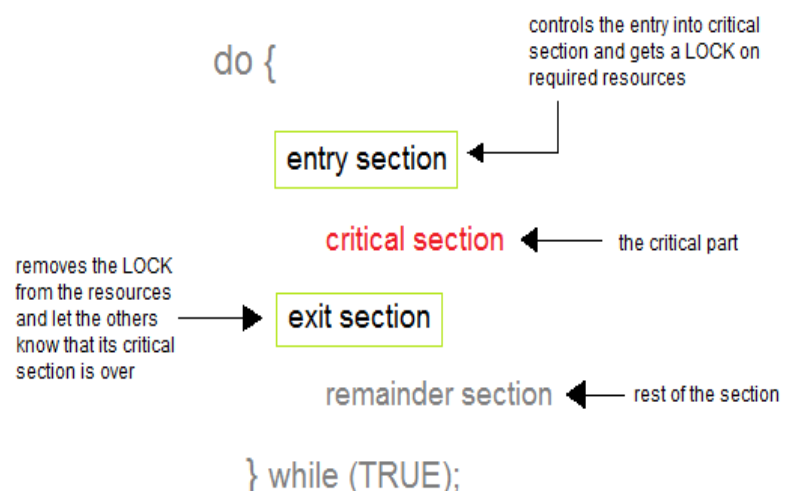 controls the entry into critical
section and gets a LOCK on
required resources
do {
entry section
critical section
the critical part
removes the LOCK
from the resources
and let the others
know that its critical
section is over
exit section
remainder section
rest of the section
} while (TRUE);